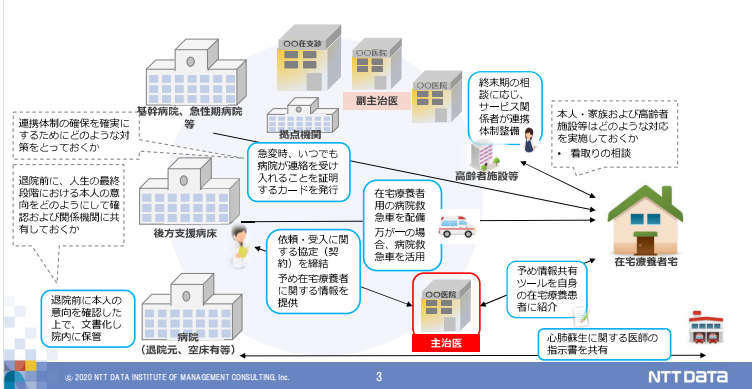 〇〇在支診
〇〇医院
〇〇医院
副主治医
基幹病院、急性期病院
等
拠点機関
終末期の相
談に応じ、
サービス関
係者が連携
体制整備
高齢者施設等
本人・家族および高齢者
施設等はどのような対応
を実施しておくか
• 看取りの相談
連携体制の確保を確実に
するためにどのような対
策をとっておくか
急変時、いつでも
病院が連絡を受け
入れることを証明
するカードを発行
退院前に、人生の最終
段階における本人の意
向をどのようにして確
認および関係機関に共
有しておくか
後方支援病床
在宅療養者
用の病院救
急車を配備
万が一の場
合、病院救
急車を活用
在宅療養者宅
依頼・受入に関
する協定（契
約）を締結
予め在宅療養者
に関する情報を
提供
〇〇医院
主治医
予め情報共有
ツールを自身
の在宅療養患
者に紹介
退院前に本人の
意向を確認した
上で、文書化し
院内に保管
病院
（退院元、空床有等）
心肺蘇生に関する医師の
指示書を共有
© 2020 NTT DATA INSTITUTE OF MANAGEMENT CONSULTING, Inc.
3
NTT DATA